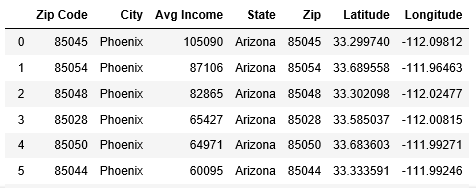 Zip Code City Avg Income State Zip Latitude Longitude
0 85045 Phoenix 105090 Arizona 85045 33.299740 -112.09812
1 85054 Phoenix 87106 Arizona 85054 33.689558 -111.96463
2 85048 Phoenix 82865 Arizona 85048 33.302098 -112.02477
3 85028 Phoenix 65427 Arizona 85028 33.585037 -112.00815
4 85050 Phoenix 64971 Arizona 85050 33.683603 -111.99271
5 85044 Phoenix 60095 Arizona 85044 33.333591 -111.99246